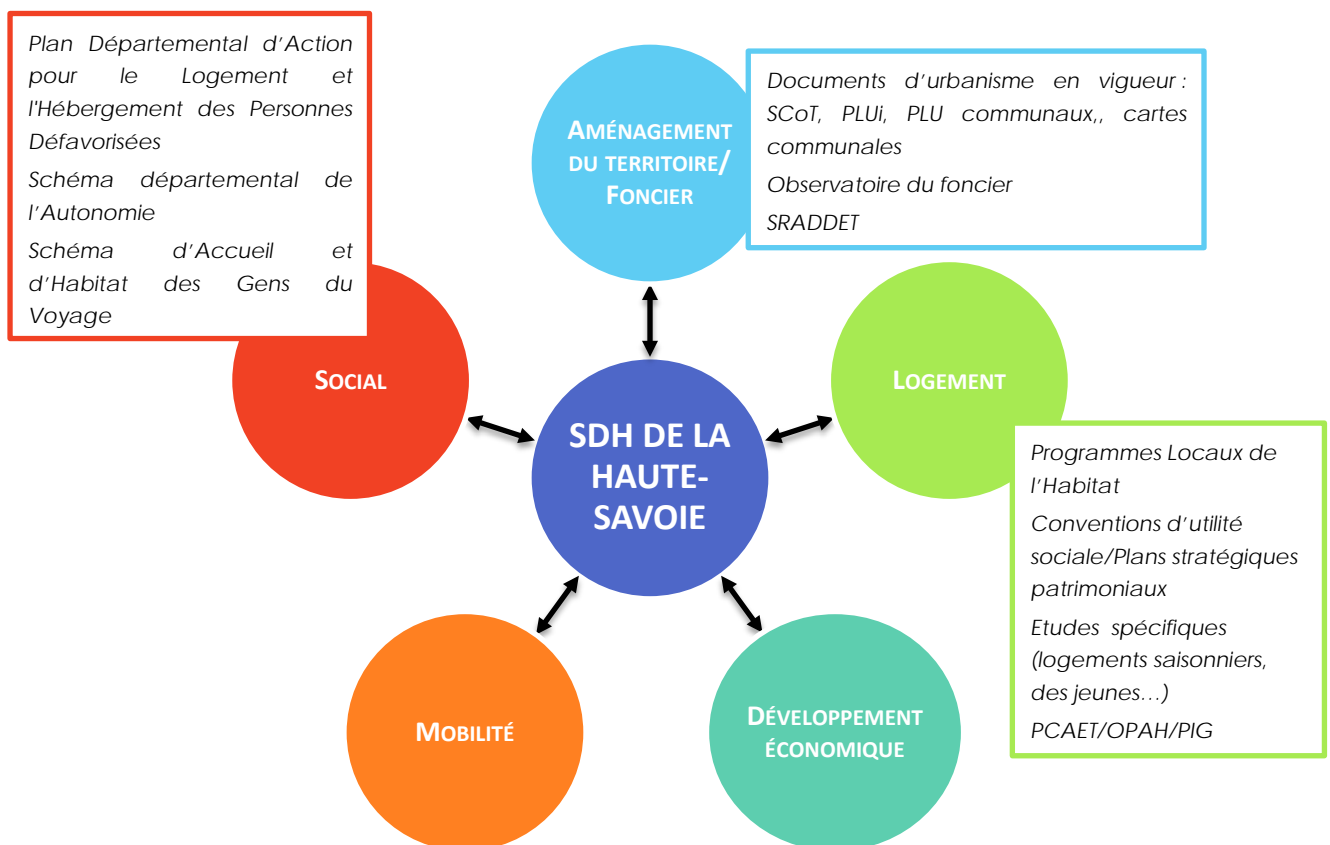 Plan Départemental d’Action
pour le Logement et
l'Hébergement des Personnes
Défavorisées
Schéma départemental de
l’Autonomie
Schéma d’Accueil et
d’Habitat des Gens du
Voyage
AMÉNAGEMENT
DU TERRITOIRE/
FONCIER
Documents d’urbanisme en vigueur :
SCoT, PLUi, PLU communaux,, cartes
communales
Observatoire du foncier
SRADDET
SOCIAL
LOGEMENT
SDH DE LA
HAUTE-
SAVOIE
Programmes Locaux de
l’Habitat
Conventions d’utilité
sociale/Plans stratégiques
patrimoniaux
Etudes spécifiques
(logements saisonniers,
des jeunes…)
PCAET/OPAH/PIG
MOBILITÉ
DÉVELOPPEMENT
ÉCONOMIQUE